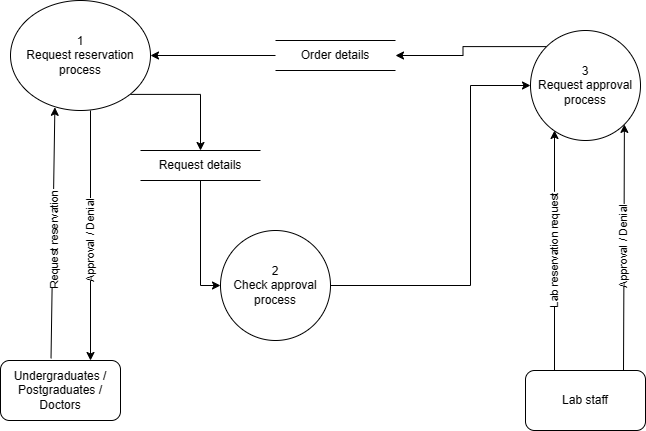 1
Request reservation
process
Order details
3
Request approval
process
Request details
Request reservation
Approval / Denial
Lab reservation request
Approval / Denial
2
Check approval
process
Undergraduates /
Postgraduates /
Doctors
Lab staff